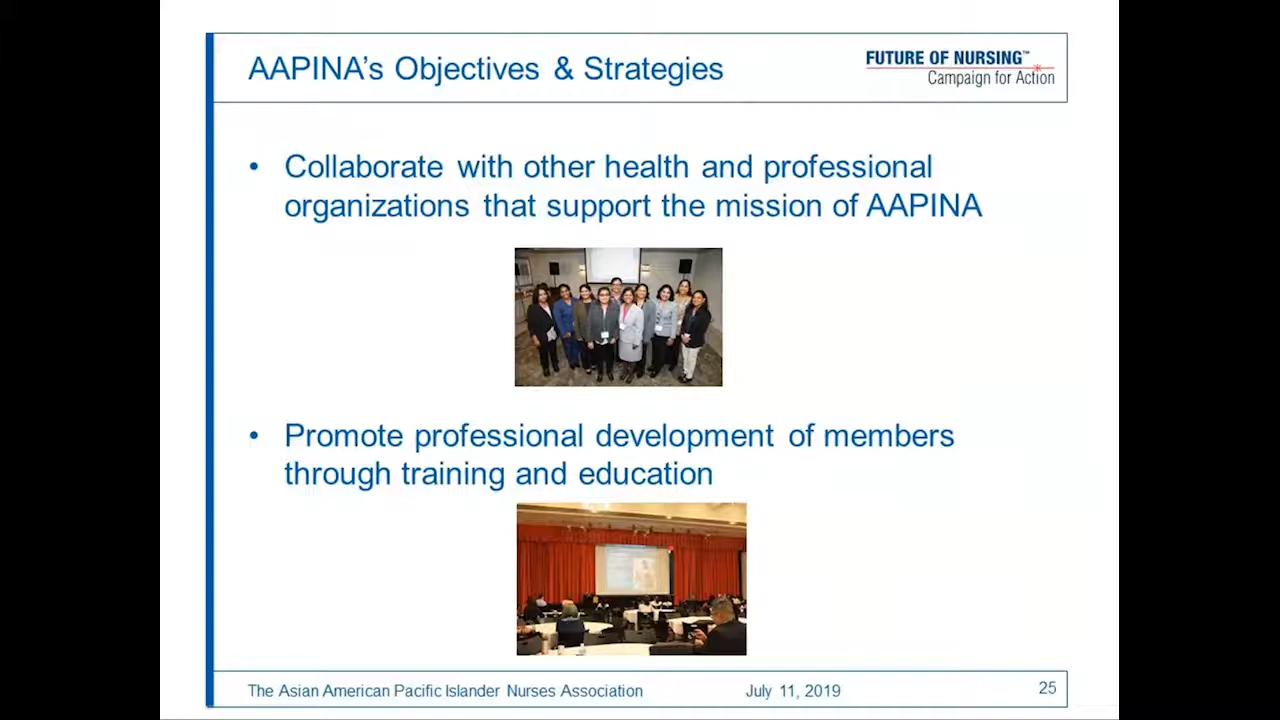 AAPINA's Objectives & Strategies
FUTURE OF NURSING™
Campaign for Action
• Collaborate with other health and professional
organizations that support the mission of AAPINA
• Promote professional development of members
through training and education
The Asian American Pacific Islander Nurses Association
July 11, 2019
25